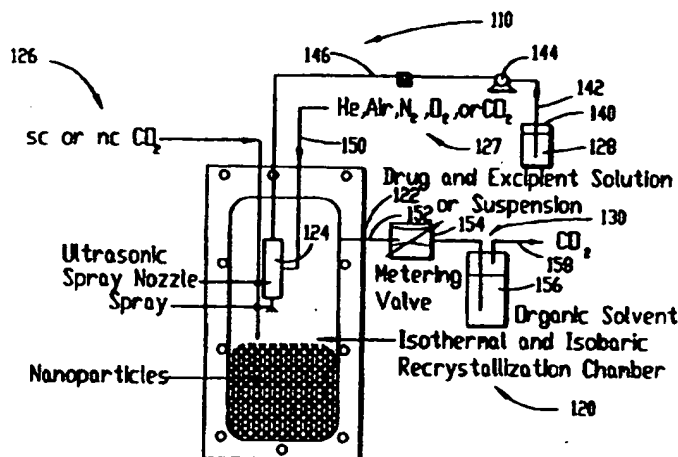 110
126
146
144
142
He,Air,N₂,O₂,orCO₂
140
sc or nc CO₂
150
127
128
Drug and Excipient Solution
or Suspension
122
152
154
130
124
CO₂
158
Ultrasonic
Spray Nozzle
Metering
Valve
156
Spray
Organic Solvent
Isothermal and Isobaric
Recrystallization Chamber
Nanoparticles
120